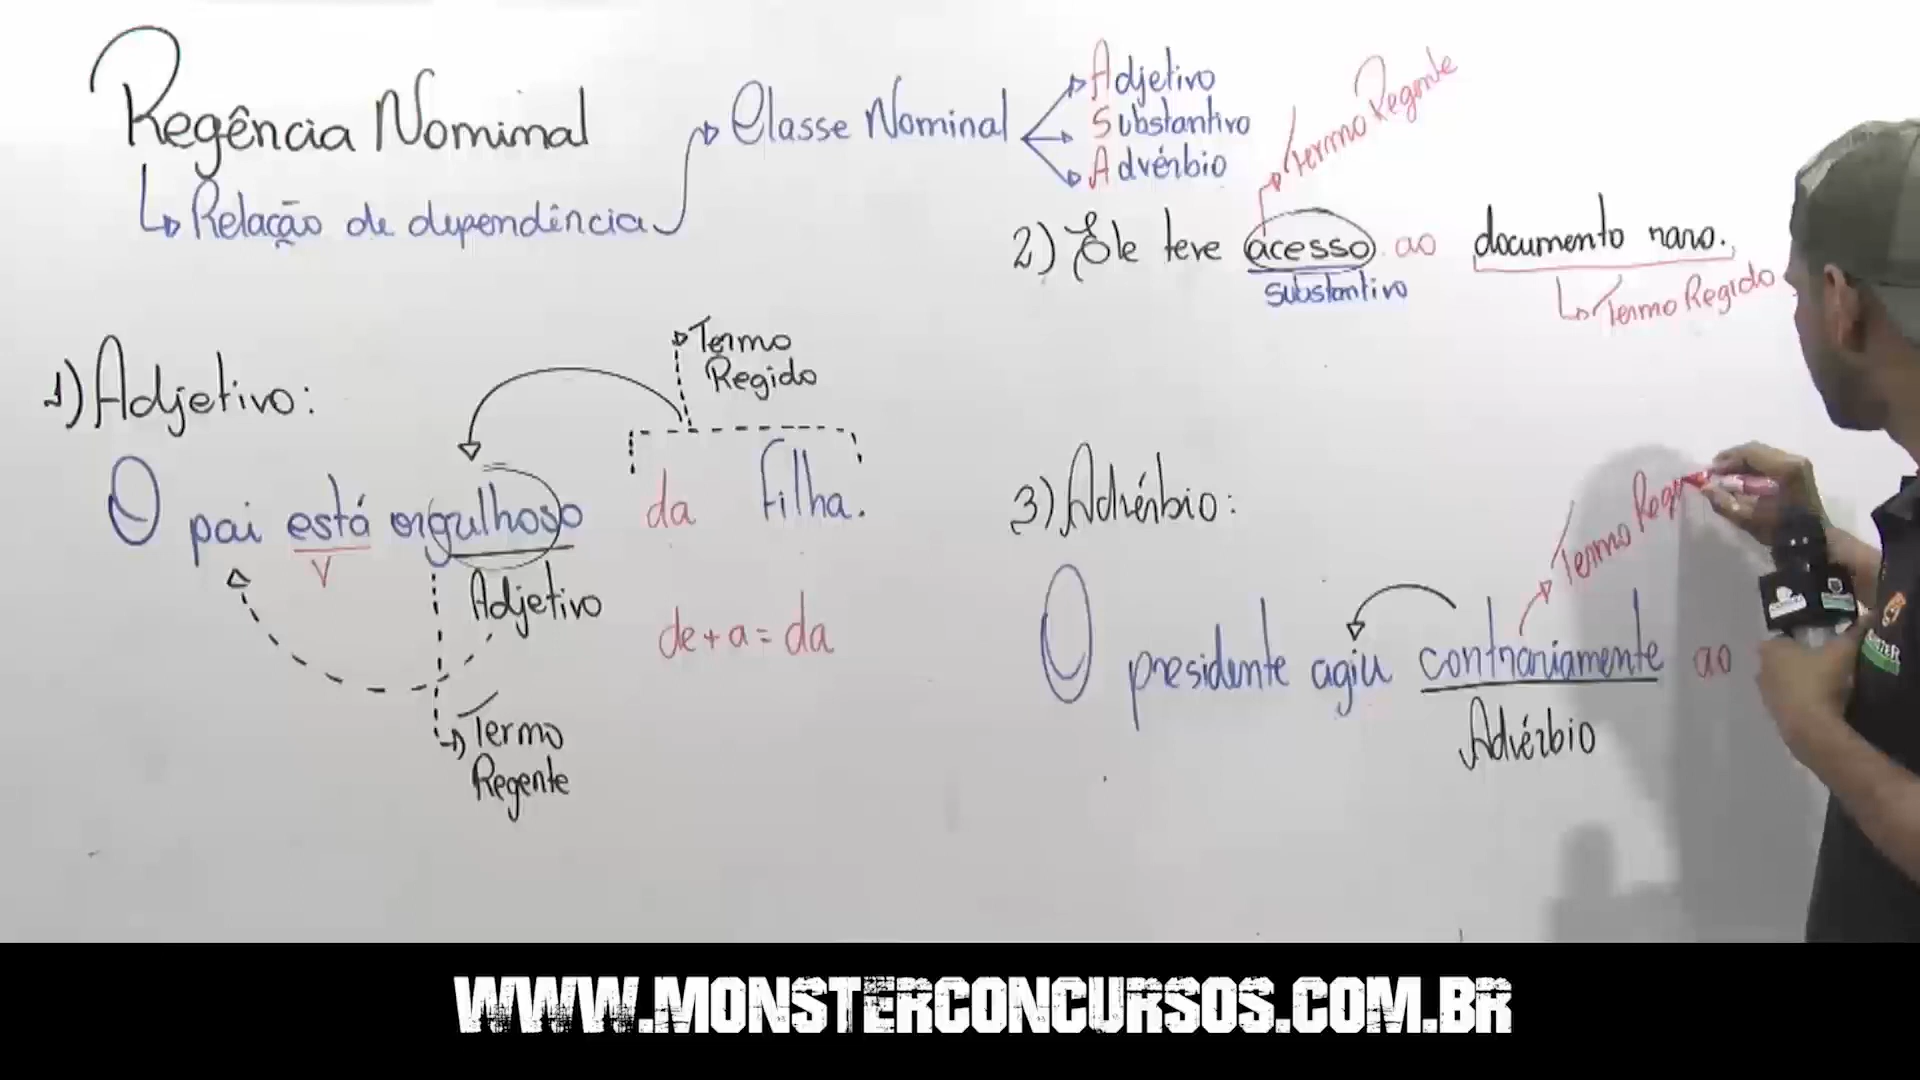 Regência Nominal
Relação de dependência
Classe Nominal
Adjetivo
Substantivo
Advérbio
1) Adjetivo:
Termo
Regido
O pai está orgulhoso da filha.
V
Adjetivo
de + a = da
Termo
Regente
Termo Regente
2) Ele teve acesso ao documento raro.
substantivo
Termo Regido
3) Advérbio:
Termo Reg
O presidente agiu contrariamente ao
Advérbio
WWW.MONSTERCONCURSOS.COM.BR